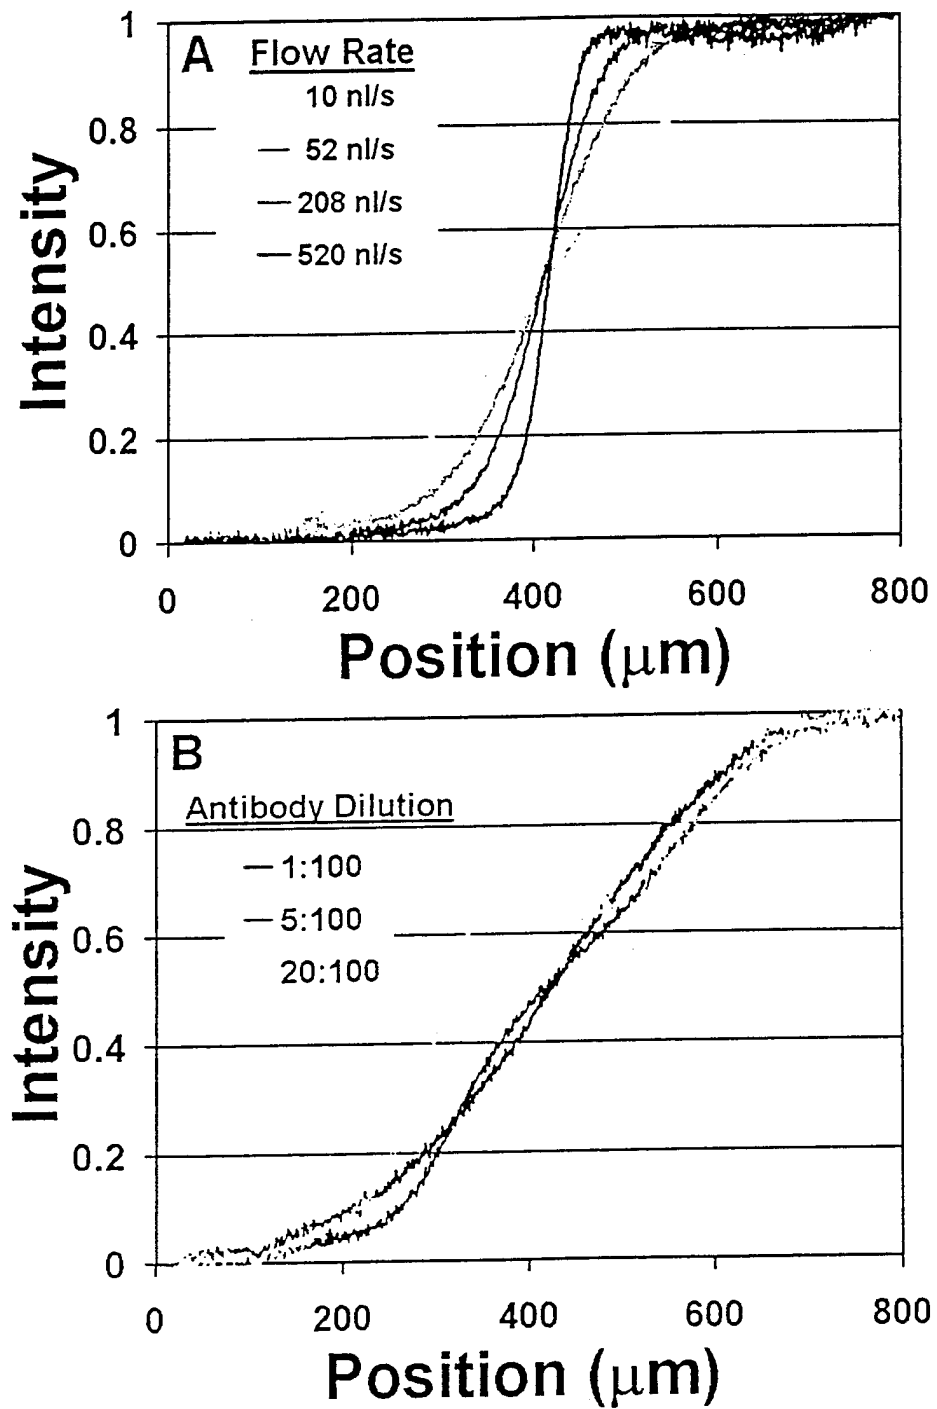 A
Flow Rate
10 nl/s
52 nl/s
208 nl/s
520 nl/s
Intensity
1
0.8
0.6
0.4
0.2
0
0 200 400 600 800
Position (μm)
B
Antibody Dilution
1:100
5:100
20:100
Intensity
1
0.8
0.6
0.4
0.2
0
0 200 400 600 800
Position (μm)